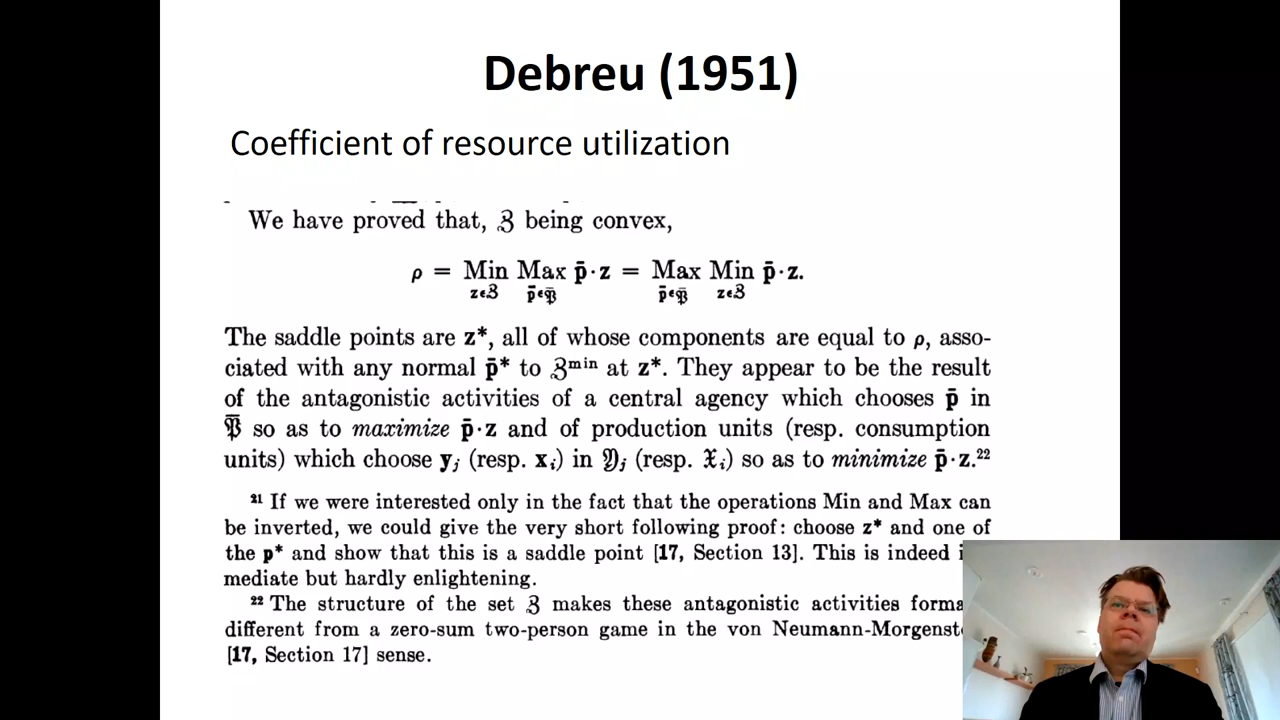 Debreu (1951)
Coefficient of resource utilization
We have proved that, ℨ being convex,
ρ = Min Max p̄·z = Max Min p̄·z.
z∈ℨ p̄∈𝔓̄ p̄∈𝔓̄ z∈ℨ
The saddle points are z*, all of whose components are equal to ρ, asso-
ciated with any normal p̄* to ℨmin at z*. They appear to be the result
of the antagonistic activities of a central agency which chooses p̄ in
𝔓̄ so as to maximize p̄·z and of production units (resp. consumption
units) which choose yⱼ (resp. xᵢ) in 𝔜ⱼ (resp. 𝔛ᵢ) so as to minimize p̄·z.²²
²¹ If we were interested only in the fact that the operations Min and Max can
be inverted, we could give the very short following proof: choose z* and one of
the p* and show that this is a saddle point [17, Section 13]. This is indeed
mediate but hardly enlightening.
²² The structure of the set ℨ makes these antagonistic activities forma
different from a zero-sum two-person game in the von Neumann-Morgenst
[17, Section 17] sense.